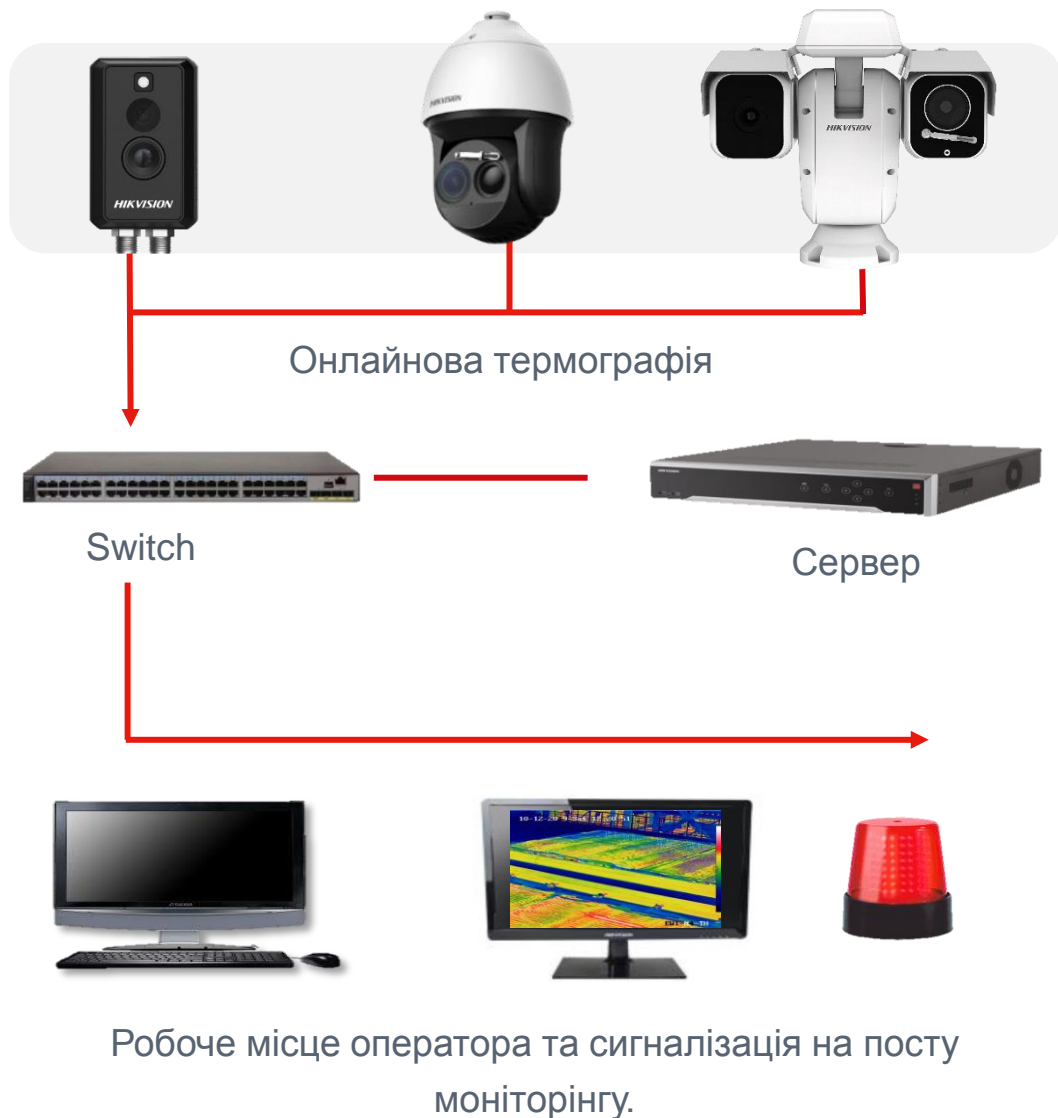 HIKVISION
HIKVISION
HIKVISION
Онлайнова термографія
Switch
Сервер
Робоче місце оператора та сигналізація на посту
моніторінгу.